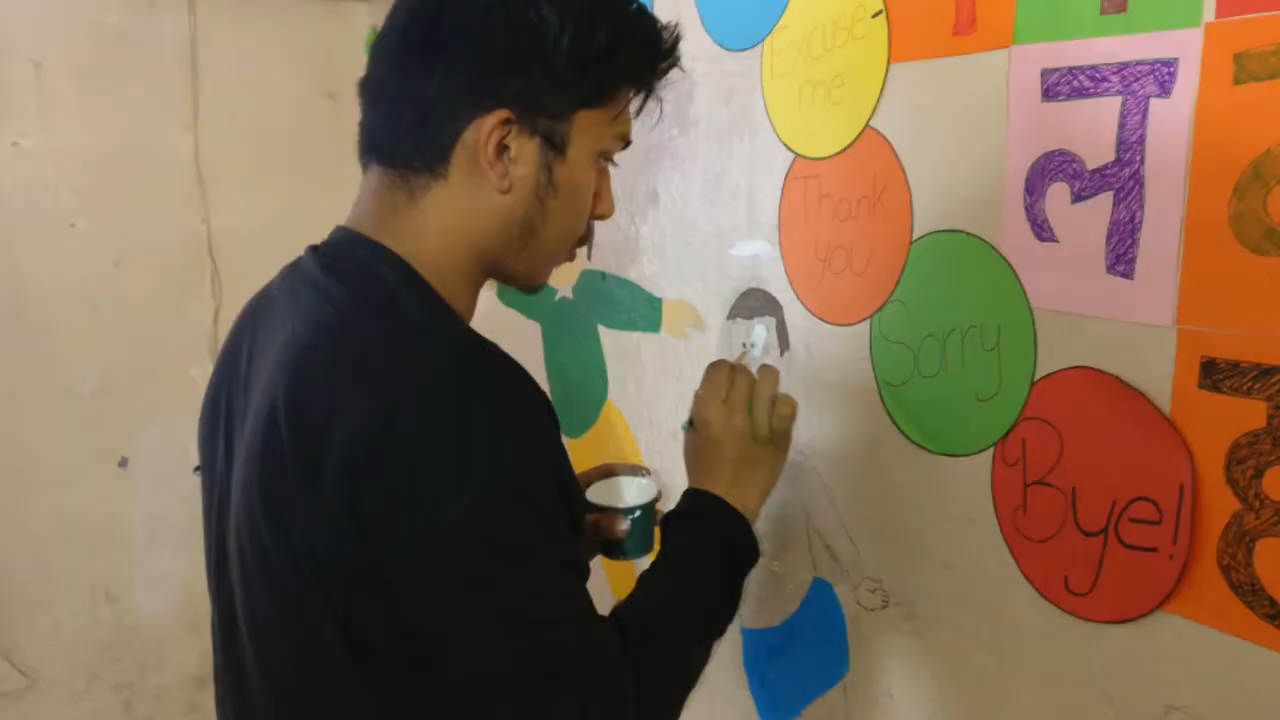 Excuse-
me
Thank
you
Sorry
Bye!
ल
ह